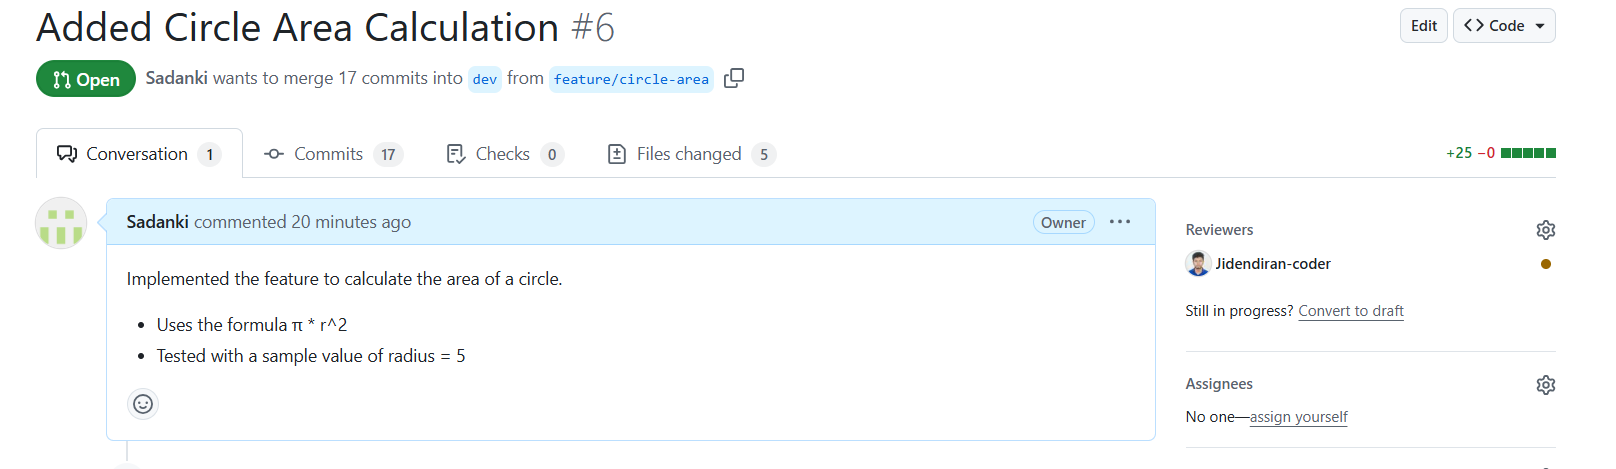 Added Circle Area Calculation #6
Edit
Code
Open
Sadanki wants to merge 17 commits into dev from feature/circle-area
Conversation 1
Commits 17
Checks 0
Files changed 5
+25 −0
Sadanki commented 20 minutes ago
Owner
Implemented the feature to calculate the area of a circle.
• Uses the formula π * r^2
• Tested with a sample value of radius = 5
Reviewers
Jidendiran-coder
Still in progress? Convert to draft
Assignees
No one—assign yourself